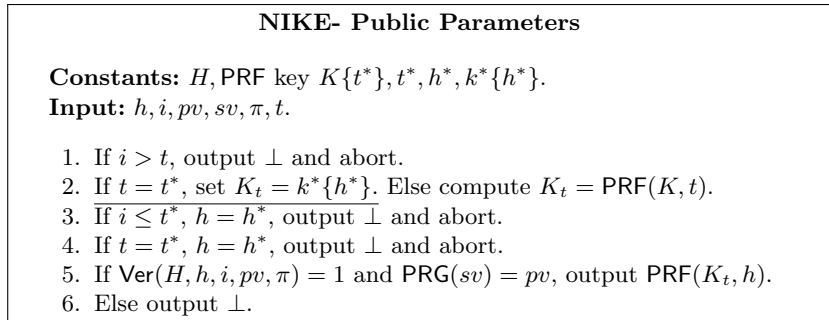 NIKE- Public Parameters
Constants: H, PRF key K{t*}, t*, h*, k*{h*}.
Input: h, i, pv, sv, π, t.
1. If i > t, output ⊥ and abort.
2. If t = t*, set K_t = k*{h*}. Else compute K_t = PRF(K, t).
3. If i ≤ t*, h = h*, output ⊥ and abort.
4. If t = t*, h = h*, output ⊥ and abort.
5. If Ver(H, h, i, pv, π) = 1 and PRG(sv) = pv, output PRF(K_t, h).
6. Else output ⊥.